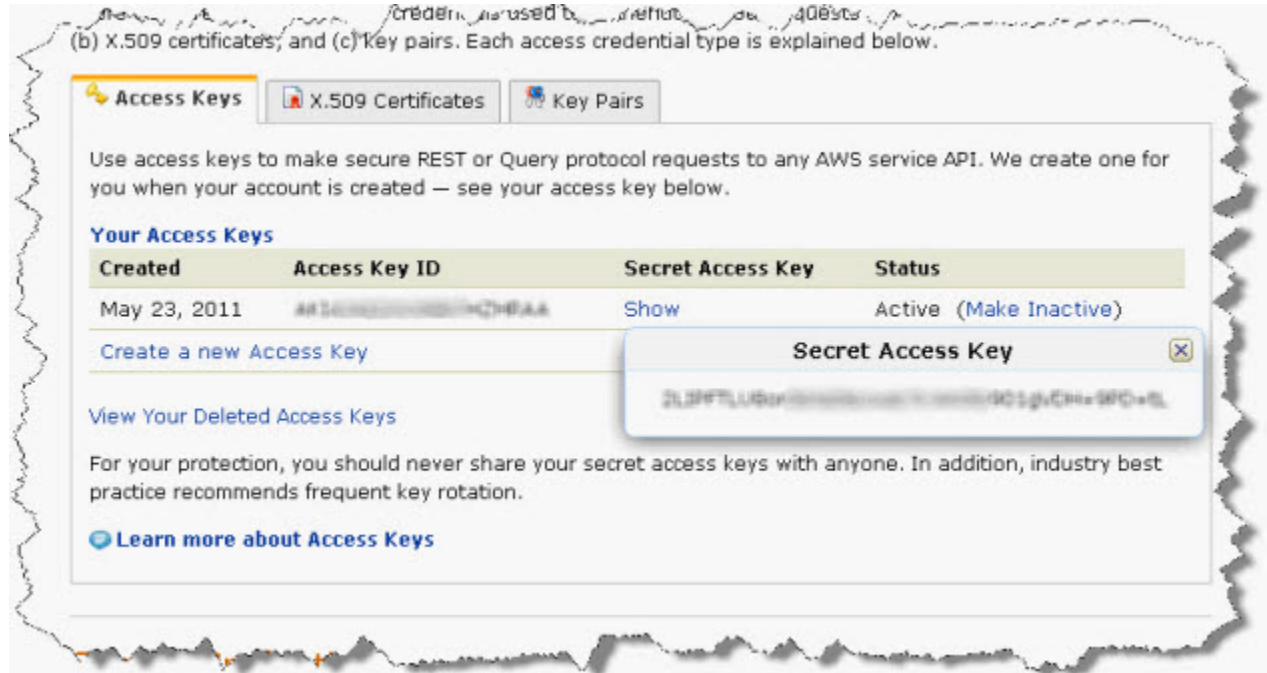 (b) X.509 certificates, and (c) key pairs. Each access credential type is explained below.
Access Keys X.509 Certificates Key Pairs
Use access keys to make secure REST or Query protocol requests to any AWS service API. We create one for
you when your account is created — see your access key below.
Your Access Keys
Created Access Key ID Secret Access Key Status
May 23, 2011 Show Active (Make Inactive)
Create a new Access Key
Secret Access Key
View Your Deleted Access Keys
For your protection, you should never share your secret access keys with anyone. In addition, industry best
practice recommends frequent key rotation.
Learn more about Access Keys